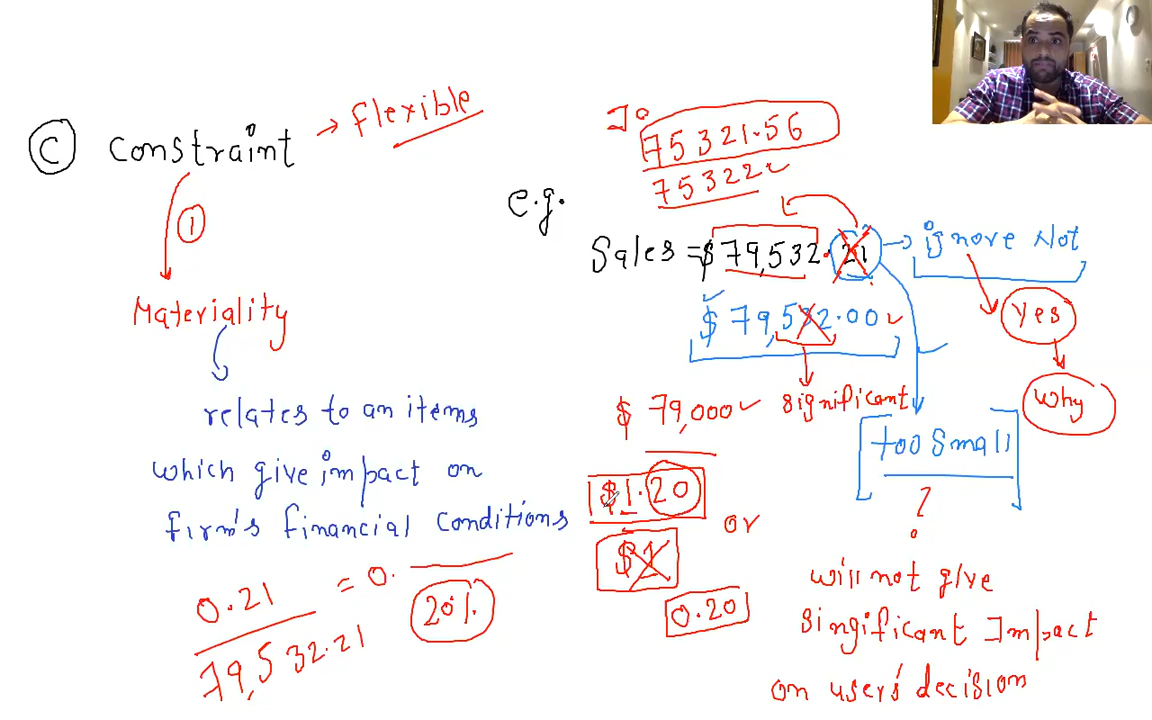 C constraint → Flexible
1
Materiality
relates to an items
which give impact on
firm's financial conditions
0.21
79,532.21
= 0.
20%
75321.56
75322
e.g.
Sales = $79,532.21 → ignore Not
$ 79,532.00
Yes
Why
significant
$ 79,000
too small
?
$1.20
or
$1
0.20
will not give
singificant Impact
on users' decision